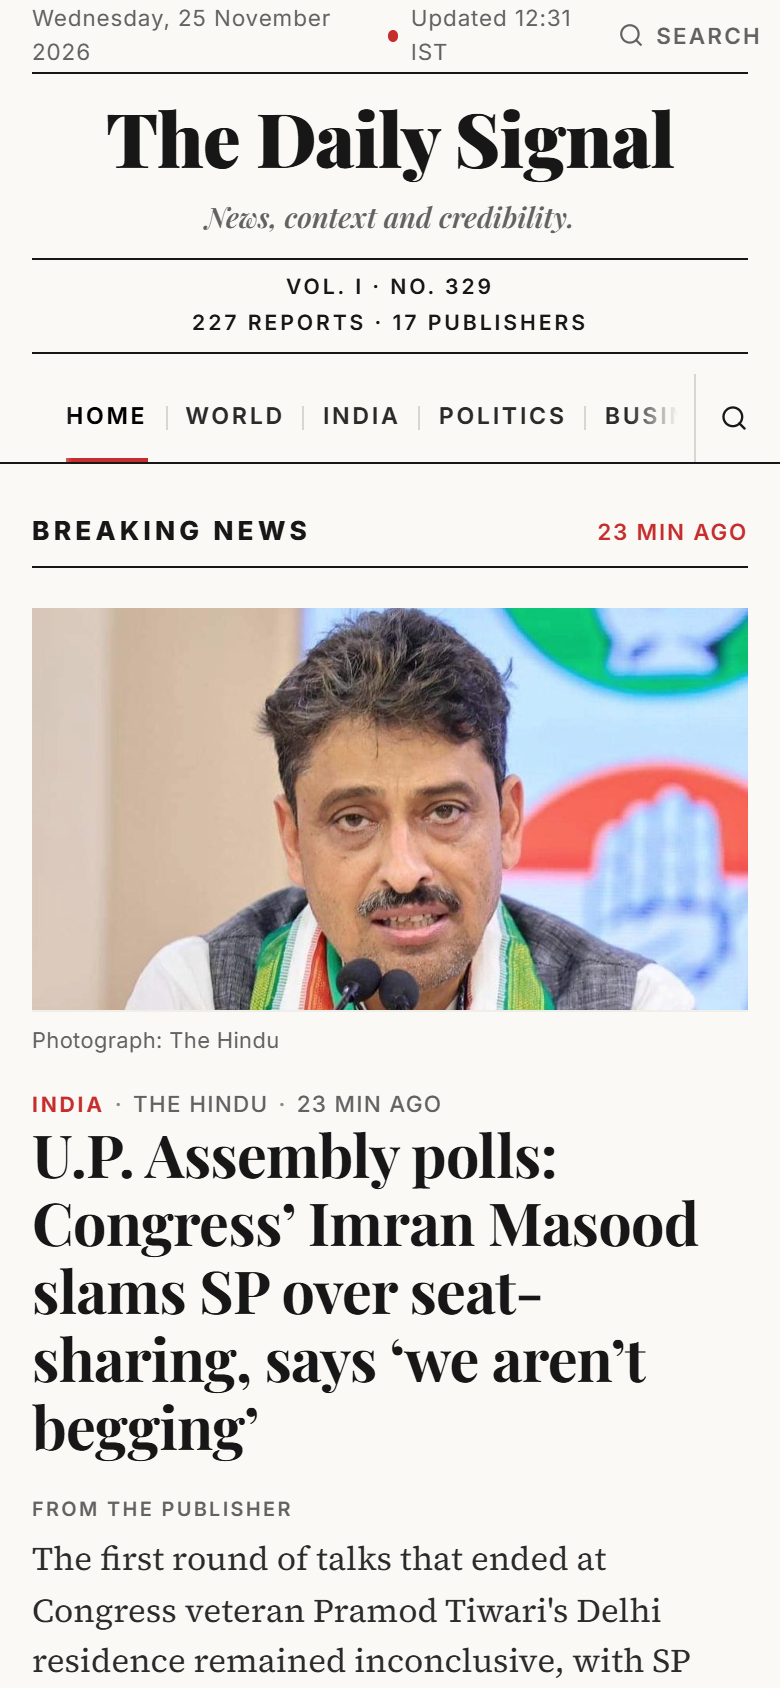 Wednesday, 25 November
2026
Updated 12:31
IST
SEARCH
The Daily Signal
News, context and credibility.
VOL. I · NO. 329
227 REPORTS · 17 PUBLISHERS
HOME
WORLD
INDIA
POLITICS
BUSIN
BREAKING NEWS
23 MIN AGO
Photograph: The Hindu
INDIA · THE HINDU · 23 MIN AGO
U.P. Assembly polls:
Congress’ Imran Masood
slams SP over seat-
sharing, says ‘we aren’t
begging’
FROM THE PUBLISHER
The first round of talks that ended at
Congress veteran Pramod Tiwari's Delhi
residence remained inconclusive, with SP